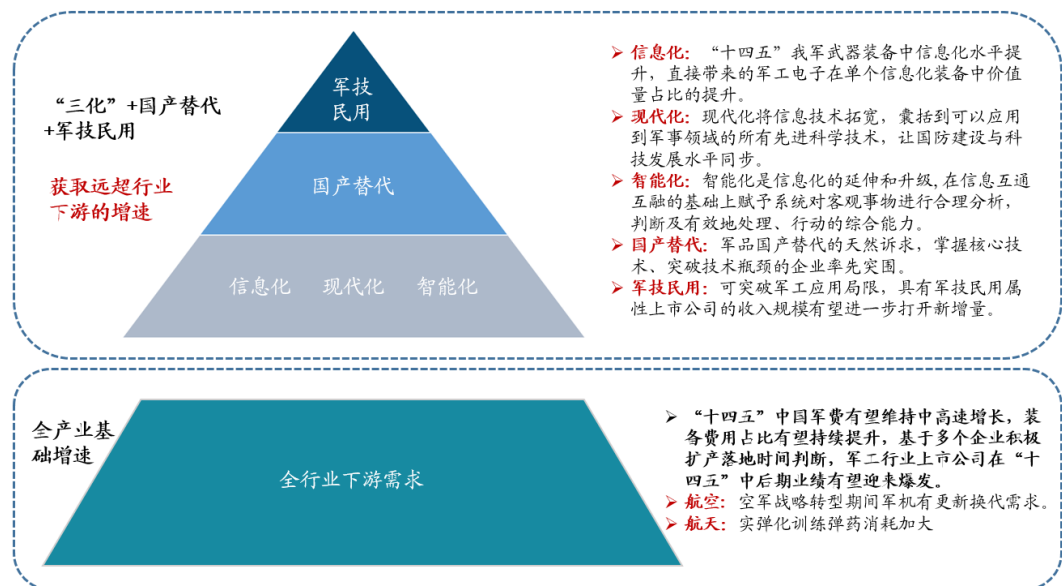 “三化”+国产替代
+军技民用
获取远超行业
下游的增速
军技
民用
国产替代
信息化 现代化 智能化
➢ 信息化：“十四五”我军武器装备中信息化水平提
升，直接带来的军工电子在单个信息化装备中价值
量占比的提升。
➢ 现代化：现代化将信息技术拓宽，囊括到可以应用
到军事领域的所有先进科学技术，让国防建设与科
技发展水平同步。
➢ 智能化：智能化是信息化的延伸和升级,在信息互通
互融的基础上赋予系统对客观事物进行合理分析，
判断及有效地处理、行动的综合能力。
➢ 国产替代：军品国产替代的天然诉求，掌握核心技
术、突破技术瓶颈的企业率先突围。
➢ 军技民用：可突破军工应用局限，具有军技民用属
性上市公司的收入规模有望进一步打开新增量。
全产业基
础增速
全行业下游需求
➢ “十四五”中国军费有望维持中高速增长，装
备费用占比有望持续提升，基于多个企业积极
扩产落地时间判断，军工行业上市公司在“十
四五”中后期业绩有望迎来爆发。
➢ 航空：空军战略转型期间军机有更新换代需求。
➢ 航天：实弹化训练弹药消耗加大